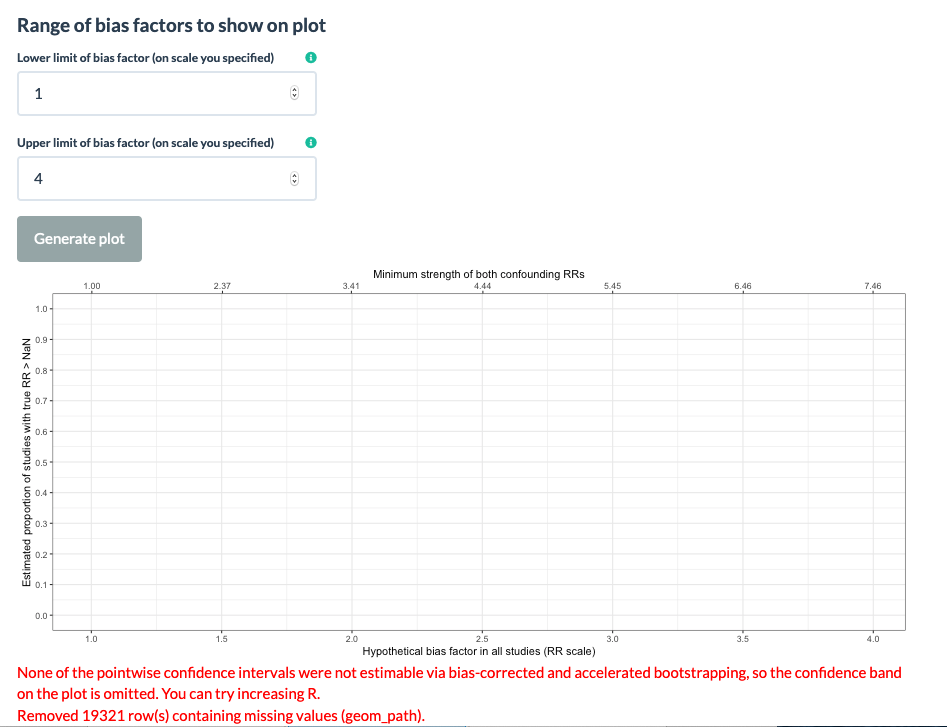 Range of bias factors to show on plot
Lower limit of bias factor (on scale you specified)
1
Upper limit of bias factor (on scale you specified)
4
Generate plot
Minimum strength of both confounding RRs
1.00 2.37 3.41 4.44 5.45 6.46 7.46
Estimated proportion of studies with true RR > NaN
1.0
0.9
0.8
0.7
0.6
0.5
0.4
0.3
0.2
0.1
0.0
1.0 1.5 2.0 2.5 3.0 3.5 4.0
Hypothetical bias factor in all studies (RR scale)
None of the pointwise confidence intervals were not estimable via bias-corrected and accelerated bootstrapping, so the confidence band
on the plot is omitted. You can try increasing R.
Removed 19321 row(s) containing missing values (geom_path).